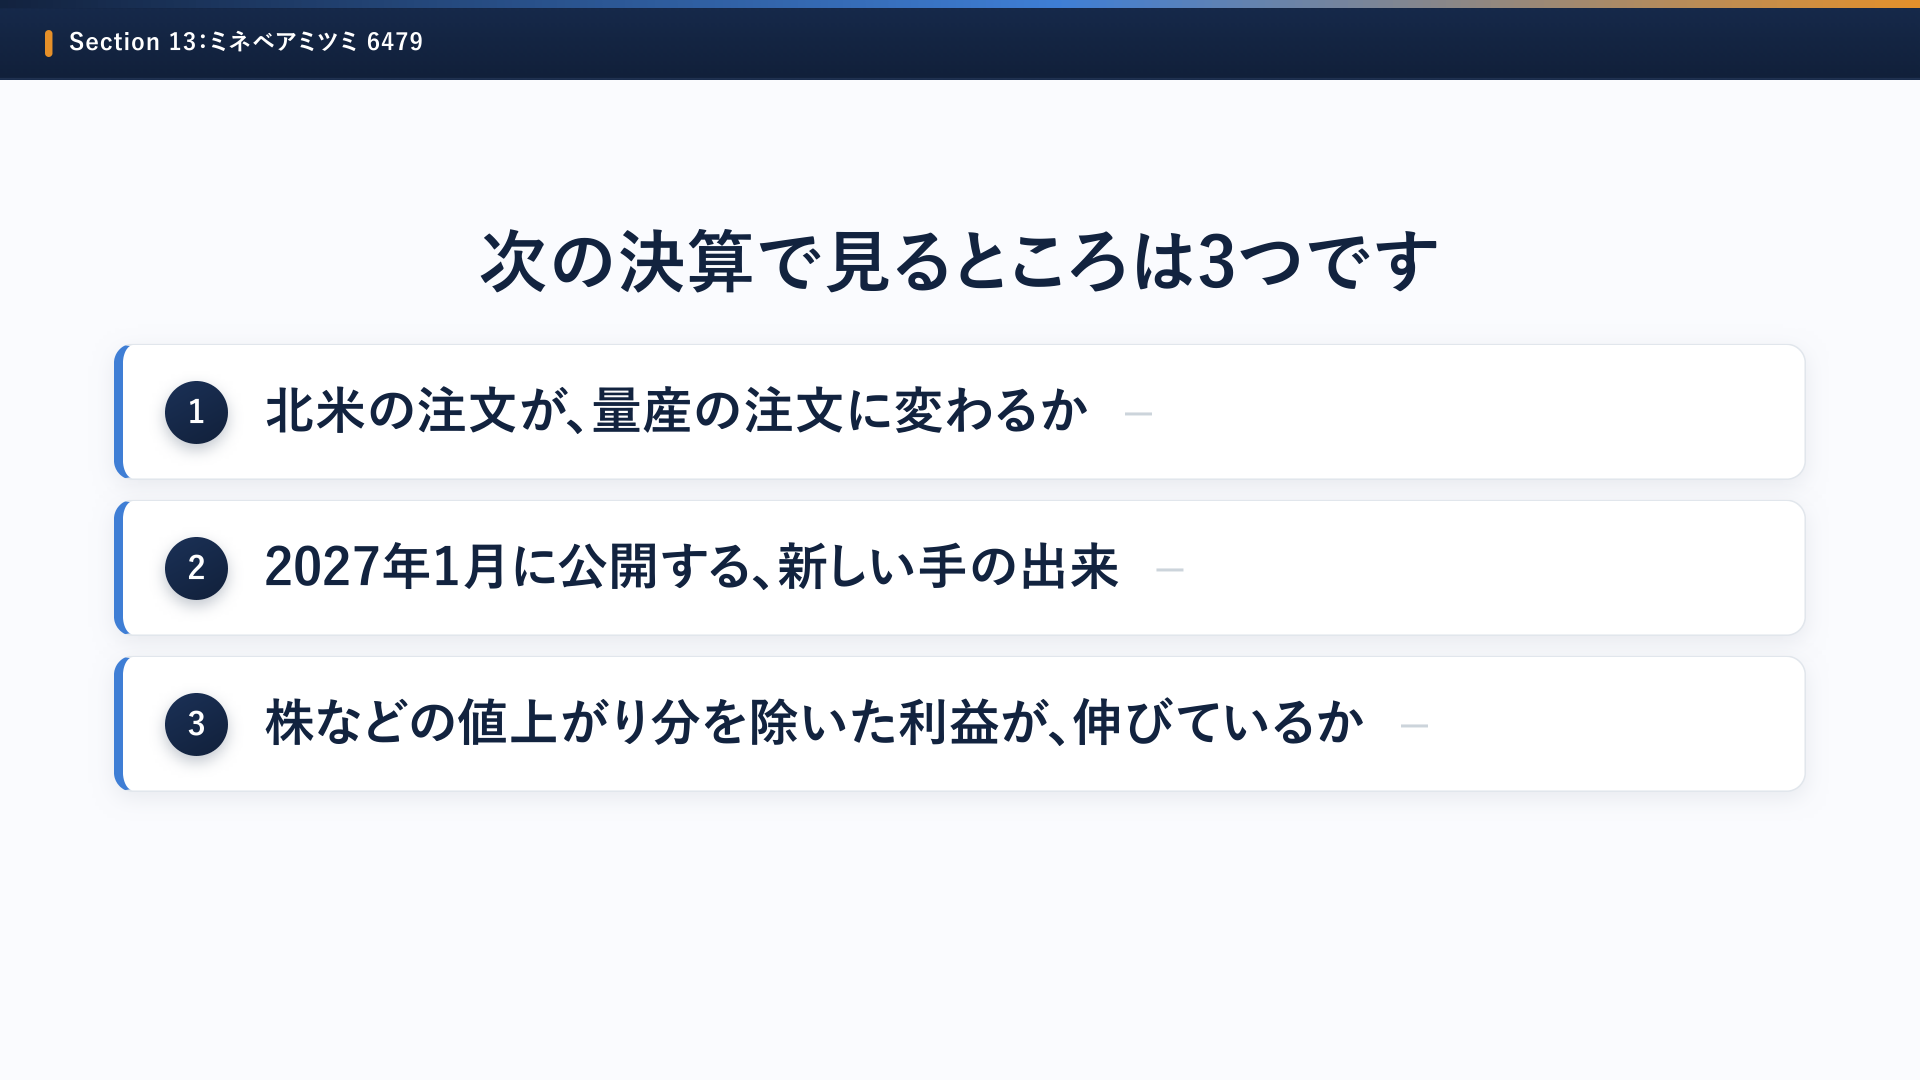 Section 13：ミネベアミツミ 6479
次の決算で見るところは3つです
1 北米の注文が、量産の注文に変わるか —
2 2027年1月に公開する、新しい手の出来 —
3 株などの値上がり分を除いた利益が、伸びているか —